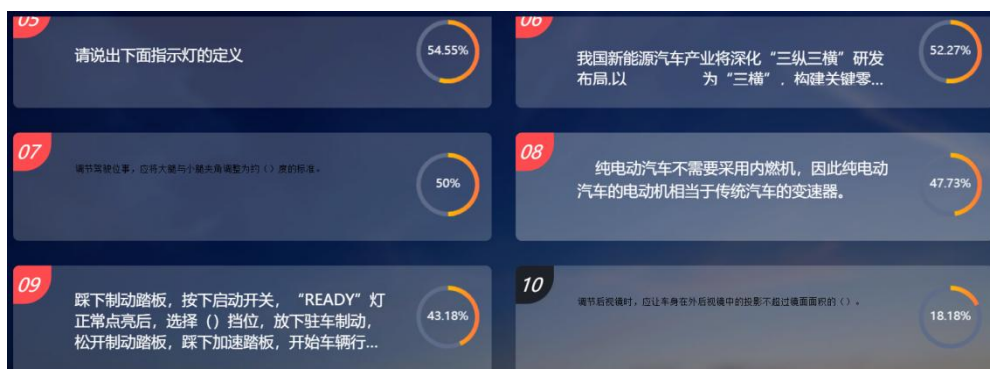 05
请说出下面指示灯的定义
54.55%
06
我国新能源汽车产业将深化“三纵三横”研发
布局,以 为“三横”，构建关键零...
52.27%
07
调节驾驶位事，应将大腿与小腿夹角调整为约（）度的标准。
50%
08
纯电动汽车不需要采用内燃机，因此纯电动
汽车的电动机相当于传统汽车的变速器。
47.73%
09
踩下制动踏板，按下启动开关，“READY”灯
正常点亮后，选择（）挡位，放下驻车制动，
松开制动踏板，踩下加速踏板，开始车辆行...
43.18%
10
调节后视镜时，应让车身在外后视镜中的投影不超过镜面面积的（）。
18.18%